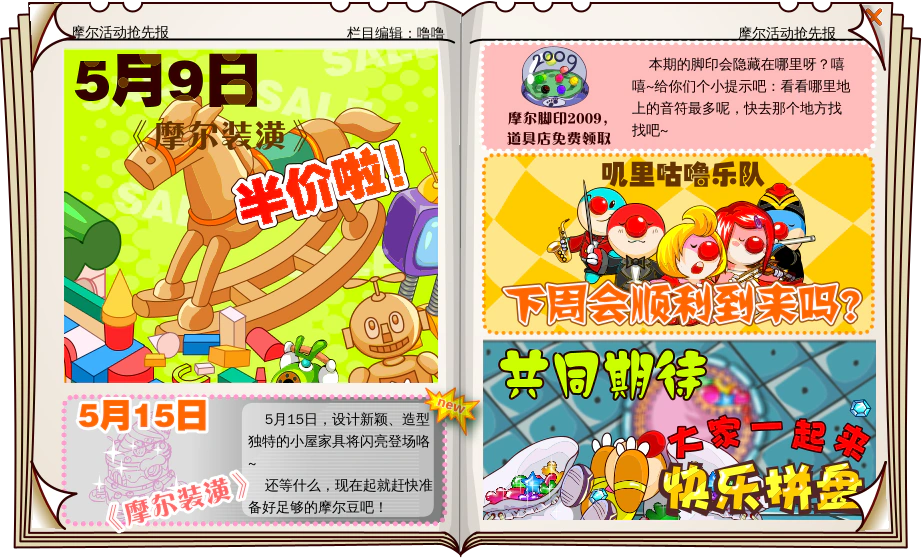 摩尔活动抢先报
栏目编辑：噜噜
5月9日
《摩尔装潢》
半价啦！
SALE
SALE
SALE
5月15日
《摩尔装潢》
new
5月15日，设计新颖、造型
独特的小屋家具将闪亮登场咯
~
还等什么，现在起就赶快准
备好足够的摩尔豆吧！
摩尔活动抢先报
2009
摩尔脚印2009，
道具店免费领取
本期的脚印会隐藏在哪里呀？嘻
嘻~给你们个小提示吧：看看哪里地
上的音符最多呢，快去那个地方找
找吧~
叽里咕噜乐队
下周会顺利到来吗？
共同期待
大家一起来
快乐拼盘